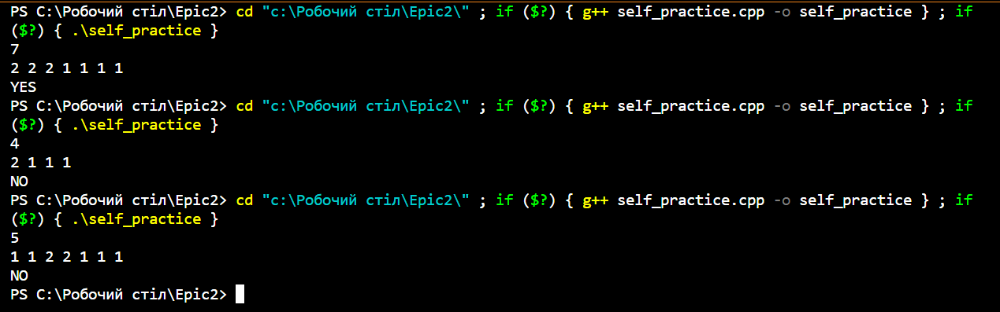 PS C:\Робочий стіл\Epic2> cd "c:\Робочий стіл\Epic2\" ; if ($?) { g++ self_practice.cpp -o self_practice } ; if
($?) { .\self_practice }
7
2 2 2 1 1 1 1
YES
PS C:\Робочий стіл\Epic2> cd "c:\Робочий стіл\Epic2\" ; if ($?) { g++ self_practice.cpp -o self_practice } ; if
($?) { .\self_practice }
4
2 1 1 1
NO
PS C:\Робочий стіл\Epic2> cd "c:\Робочий стіл\Epic2\" ; if ($?) { g++ self_practice.cpp -o self_practice } ; if
($?) { .\self_practice }
5
1 1 2 2 1 1 1
NO
PS C:\Робочий стіл\Epic2>